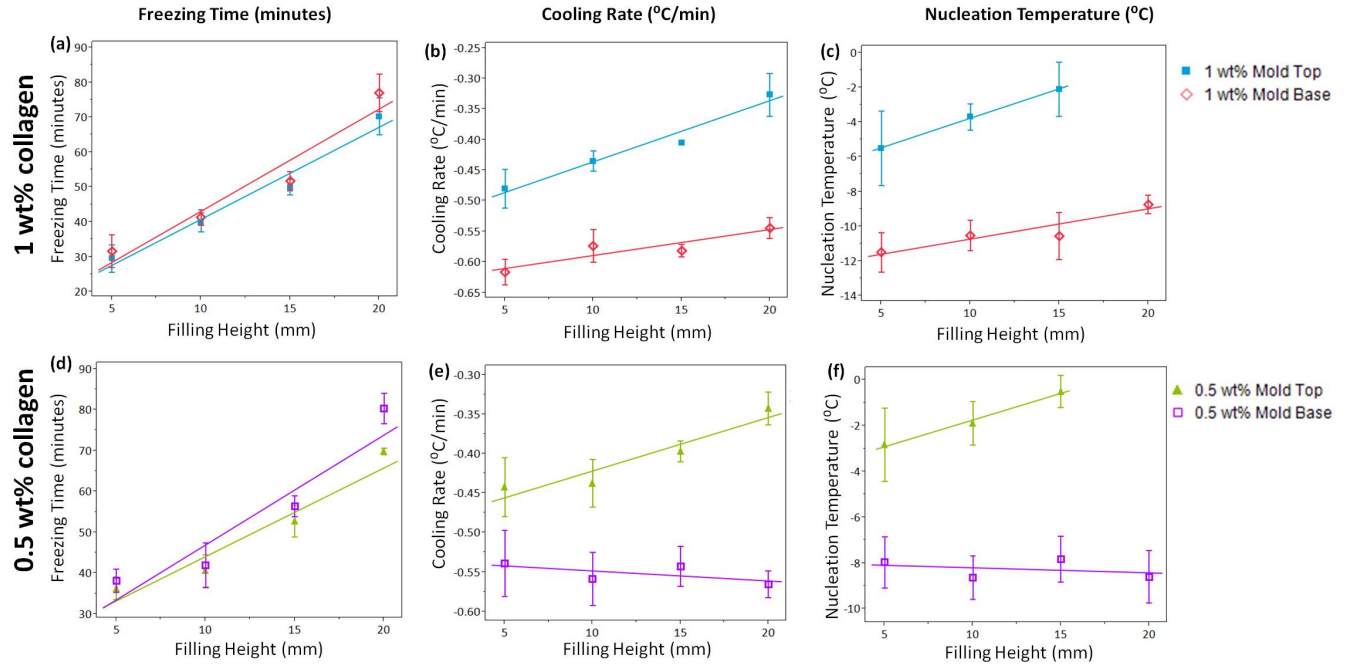 Freezing Time (minutes)
Cooling Rate (⁰C/min)
Nucleation Temperature (⁰C)
1 wt% collagen
(a)
Freezing Time (minutes)
90
80
70
60
50
40
30
20
5
10
15
20
Filling Height (mm)
(b)
Cooling Rate (⁰C/min)
-0.25
-0.30
-0.35
-0.40
-0.45
-0.50
-0.55
-0.60
-0.65
5
10
15
20
Filling Height (mm)
(c)
Nucleation Temperature (⁰C)
0
-2
-4
-6
-8
-10
-12
-14
5
10
15
20
Filling Height (mm)
1 wt% Mold Top
1 wt% Mold Base
0.5 wt% collagen
(d)
Freezing Time (minutes)
90
80
70
60
50
40
30
5
10
15
20
Filling Height (mm)
(e)
Cooling Rate (⁰C/min)
-0.30
-0.35
-0.40
-0.45
-0.50
-0.55
-0.60
5
10
15
20
Filling Height (mm)
(f)
Nucleation Temperature (⁰C)
0
-2
-4
-6
-8
-10
5
10
15
20
Filling Height (mm)
0.5 wt% Mold Top
0.5 wt% Mold Base